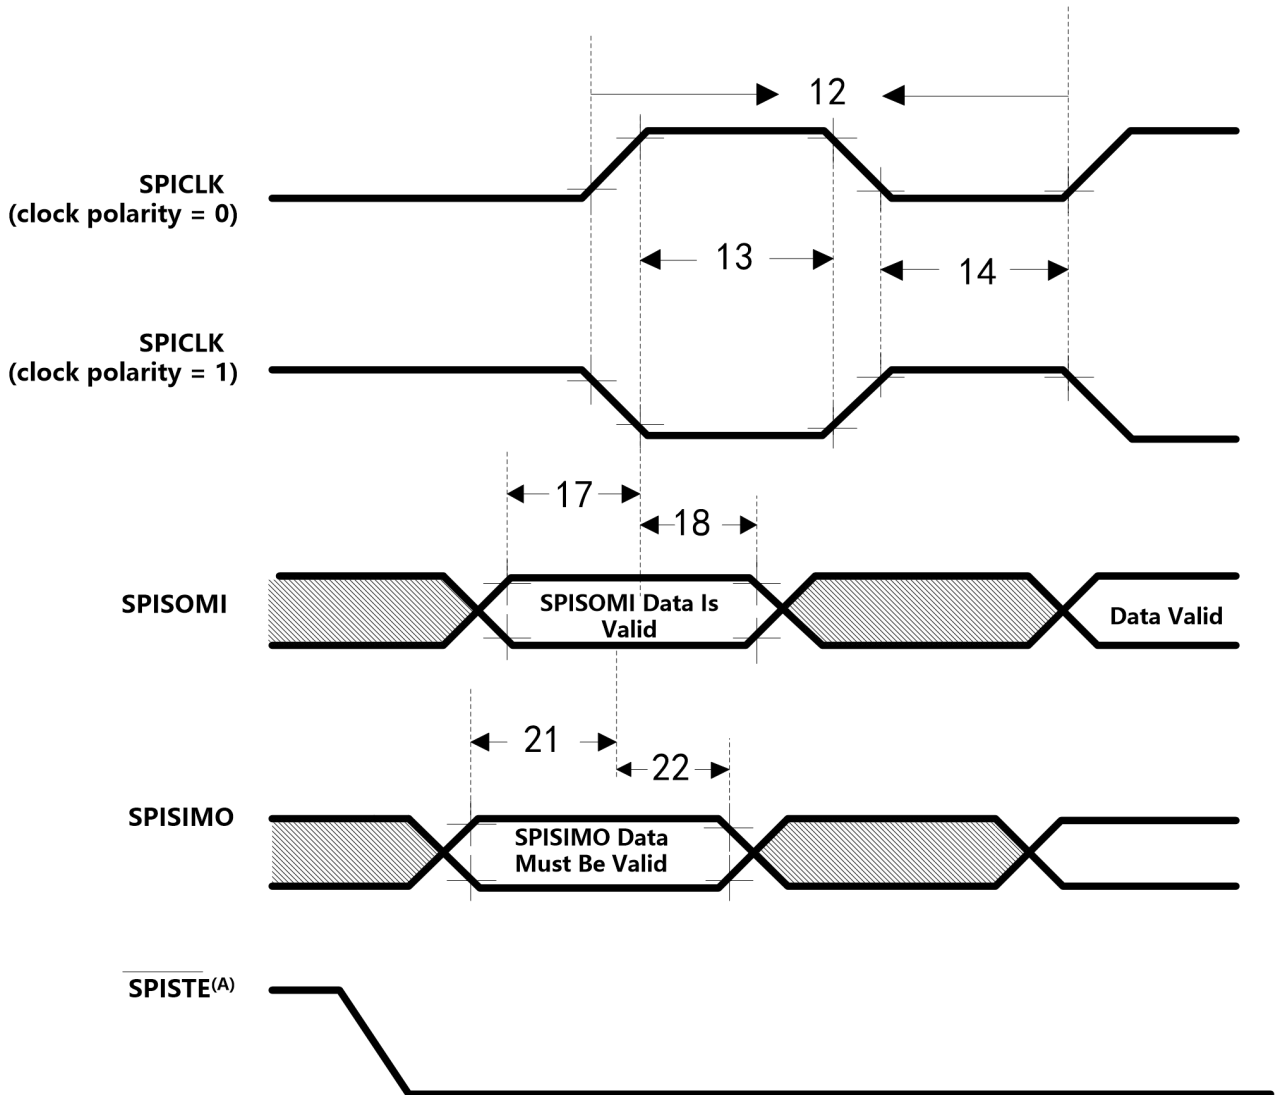 12
SPICLK
(clock polarity = 0)
13
14
SPICLK
(clock polarity = 1)
17
18
SPISOMI
SPISOMI Data Is
Valid
Data Valid
21
22
SPISIMO
SPISIMO Data
Must Be Valid
SPISTE(A)